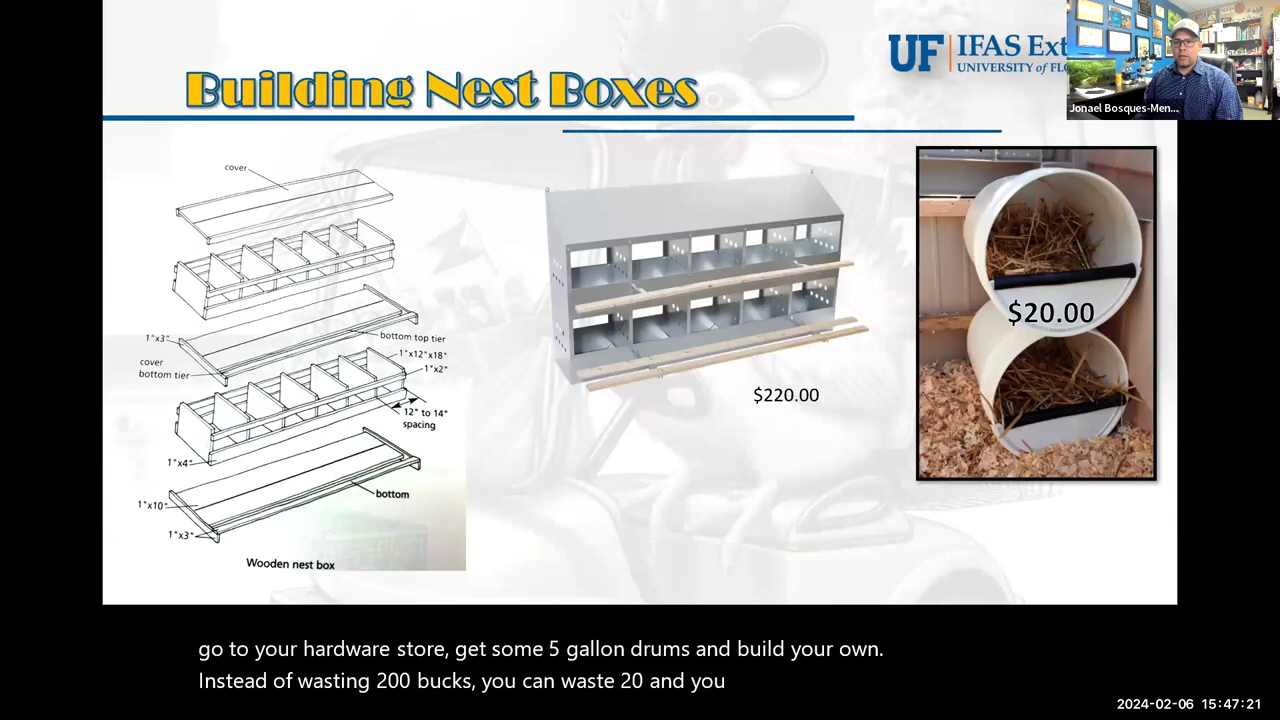 Building Nest Boxes
UF IFAS Ext
UNIVERSITY of FLO
Jonael Bosques-Men...
cover
1"x3"
bottom top tier
cover
bottom tier
1"x12"x18"
1"x2"
12" to 14"
spacing
1"x4"
1"x10"
bottom
1"x3"
Wooden nest box
$220.00
$20.00
go to your hardware store, get some 5 gallon drums and build your own.
Instead of wasting 200 bucks, you can waste 20 and you
2024-02-06 15:47:21